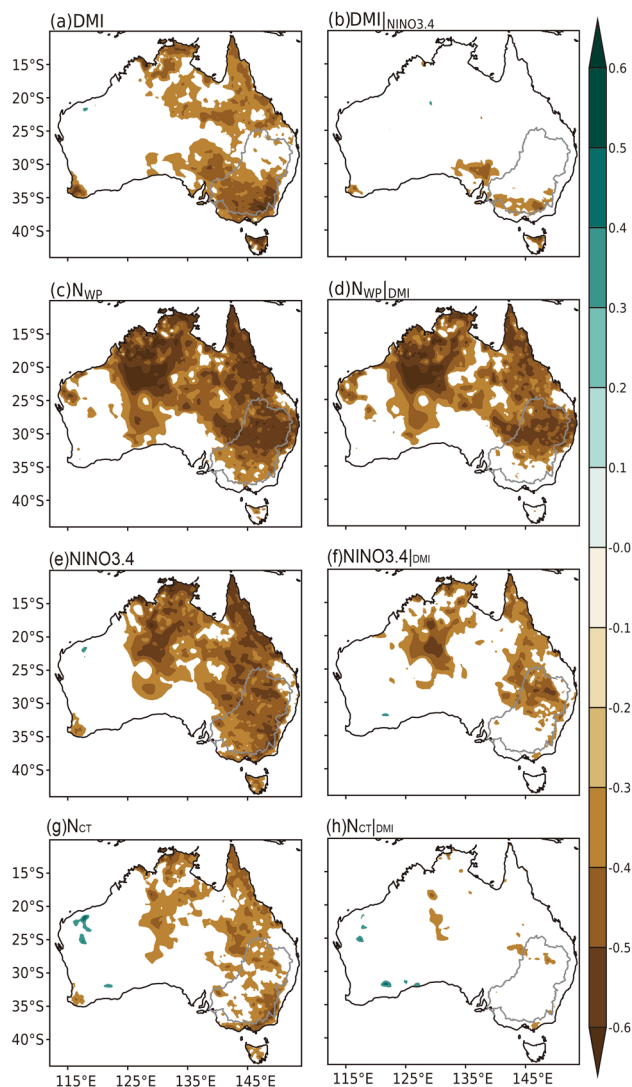 (a)DMI
(b)DMI|NINO3.4
15°S
20°S
25°S
30°S
35°S
40°S
(c)NWP
(d)NWP|DMI
15°S
20°S
25°S
30°S
35°S
40°S
(e)NINO3.4
(f)NINO3.4|DMI
15°S
20°S
25°S
30°S
35°S
40°S
(g)NCT
(h)NCT|DMI
15°S
20°S
25°S
30°S
35°S
40°S
115°E 125°E 135°E 145°E
115°E 125°E 135°E 145°E
0.6
0.5
0.4
0.3
0.2
0.1
-0.0
-0.1
-0.2
-0.3
-0.4
-0.5
-0.6